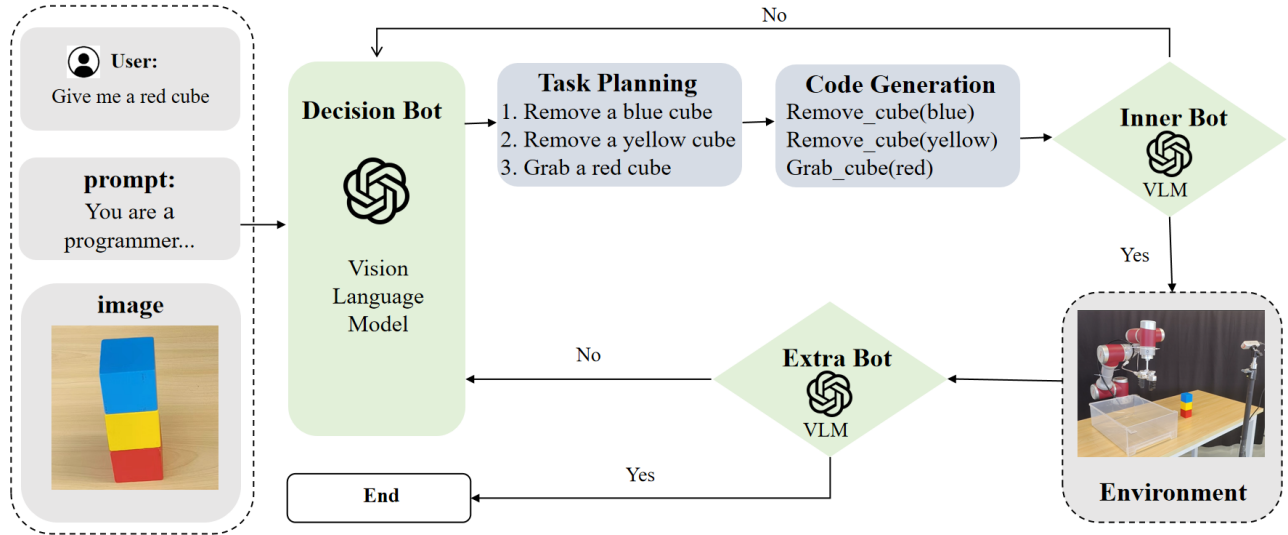 User:
Give me a red cube
prompt:
You are a
programmer...
image
Decision Bot
Vision
Language
Model
Task Planning
1. Remove a blue cube
2. Remove a yellow cube
3. Grab a red cube
Code Generation
Remove_cube(blue)
Remove_cube(yellow)
Grab_cube(red)
No
Inner Bot
VLM
Yes
Environment
Extra Bot
VLM
No
Yes
End